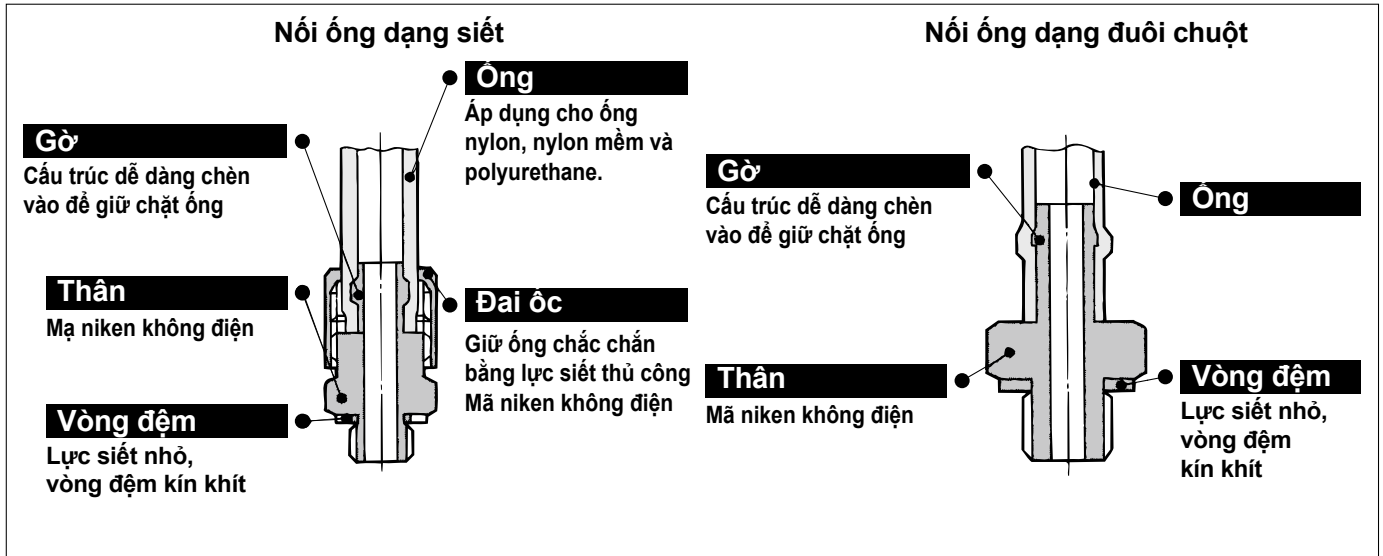 Nối ống dạng siết
Ống
Áp dụng cho ống
nylon, nylon mềm và
polyurethane.
Gờ
Cấu trúc dễ dàng chèn
vào để giữ chặt ống
Thân
Mạ niken không điện
Đai ốc
Giữ ống chắc chắn
bằng lực siết thủ công
Mã niken không điện
Vòng đệm
Lực siết nhỏ,
vòng đệm kín khít
Nối ống dạng đuôi chuột
Gờ
Cấu trúc dễ dàng chèn
vào để giữ chặt ống
Ống
Thân
Mã niken không điện
Vòng đệm
Lực siết nhỏ,
vòng đệm
kín khít